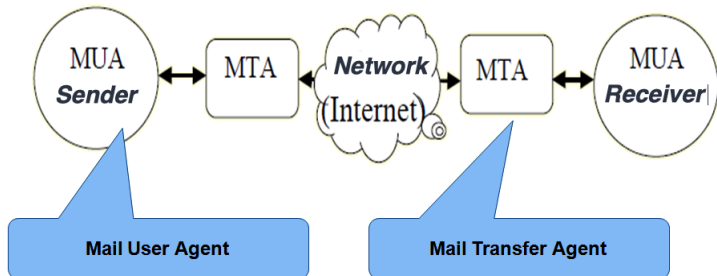 MUA
Sender
MTA
Network
(Internet)
MTA
MUA
Receiver
Mail User Agent
Mail Transfer Agent